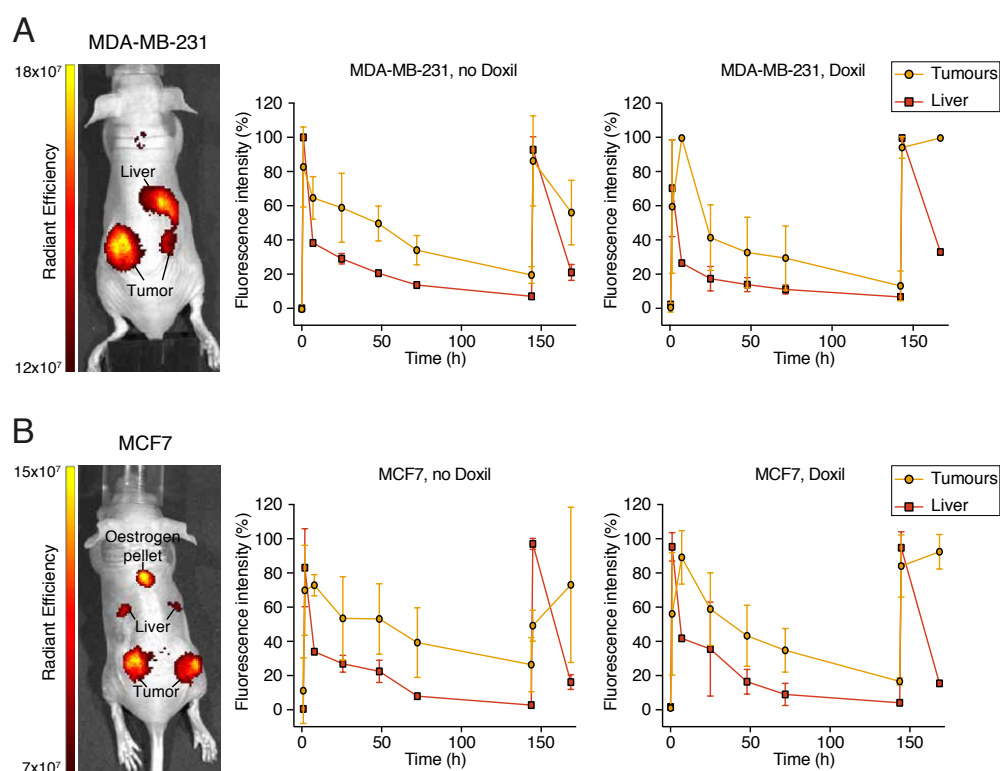 A
MDA-MB-231
18x10⁷
Radiant Efficiency
12x10⁷
Liver
Tumor
MDA-MB-231, no Doxil
Fluorescence intensity (%)
120
100
80
60
40
20
0
0
50
100
150
Time (h)
MDA-MB-231, Doxil
Fluorescence intensity (%)
120
100
80
60
40
20
0
0
50
100
150
Time (h)
Tumours
Liver
B
MCF7
15x10⁷
Radiant Efficiency
7x10⁷
Oestrogen
pellet
Liver
Tumor
MCF7, no Doxil
Fluorescence intensity (%)
120
100
80
60
40
20
0
0
50
100
150
Time (h)
MCF7, Doxil
Fluorescence intensity (%)
120
100
80
60
40
20
0
0
50
100
150
Time (h)
Tumours
Liver